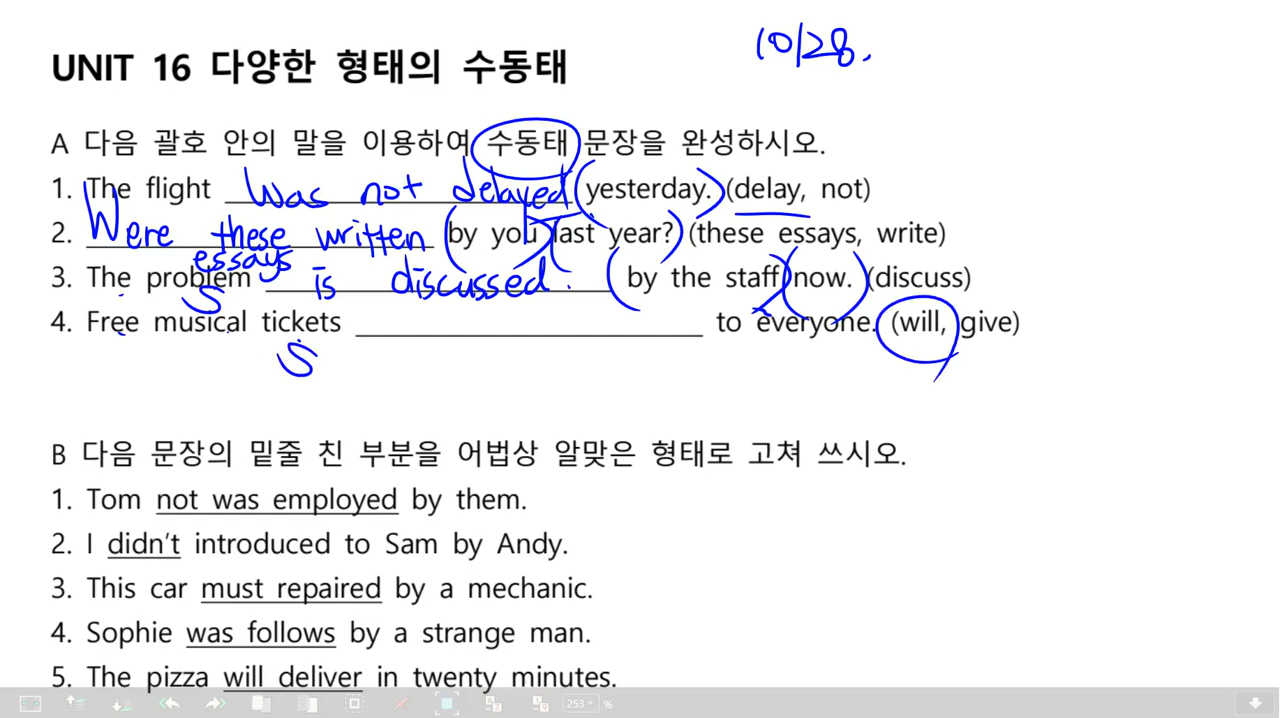 10/28.
UNIT 16 다양한 형태의 수동태
A 다음 괄호 안의 말을 이용하여 수동태 문장을 완성하시오.
1. The flight was not delayed yesterday. (delay, not)
2. Were these essays written by you last year? (these essays, write)
3. The problem is discussed. by the staff now. (discuss)
S
4. Free musical tickets ____ to everyone. (will, give)
S
B 다음 문장의 밑줄 친 부분을 어법상 알맞은 형태로 고쳐 쓰시오.
1. Tom not was employed by them.
2. I didn't introduced to Sam by Andy.
3. This car must repaired by a mechanic.
4. Sophie was follows by a strange man.
5. The pizza will deliver in twenty minutes.
253 %